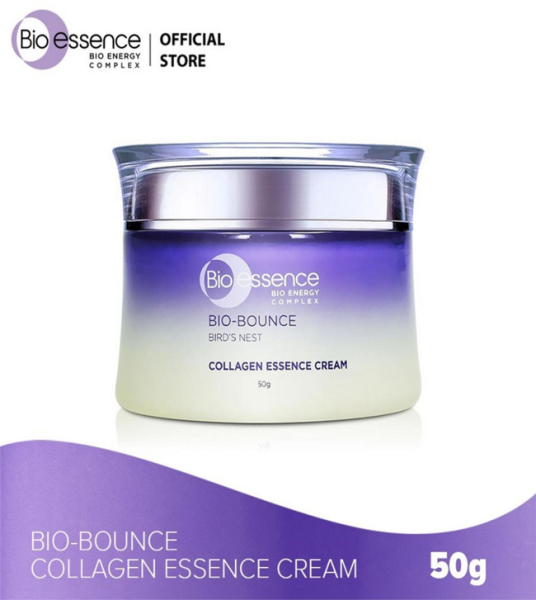 Bio essence
BIO ENERGY
COMPLEX
OFFICIAL
STORE
Bio essence
BIO ENERGY
COMPLEX
BIO-BOUNCE
BIRD'S NEST
COLLAGEN ESSENCE CREAM
50g
BIO-BOUNCE
COLLAGEN ESSENCE CREAM
50g